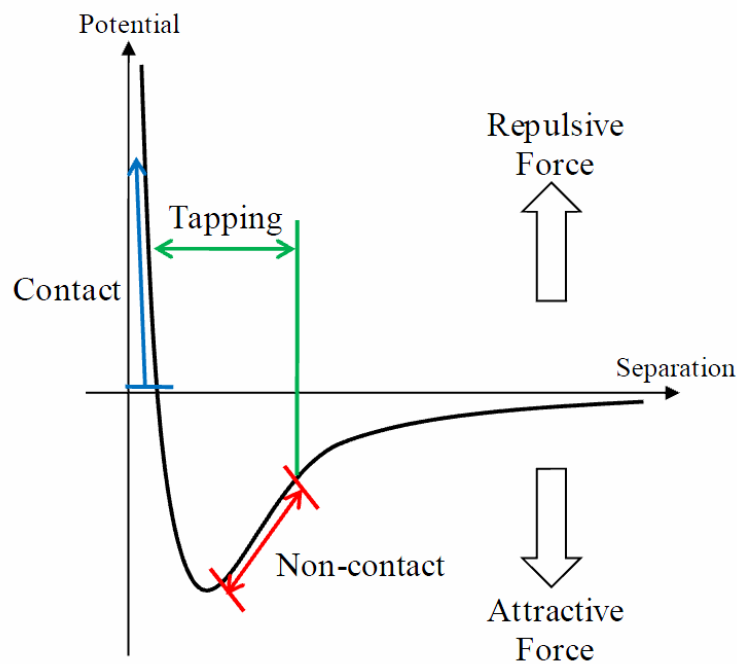 Potential
Repulsive
Force
Tapping
Contact
Separation
Non-contact
Attractive
Force